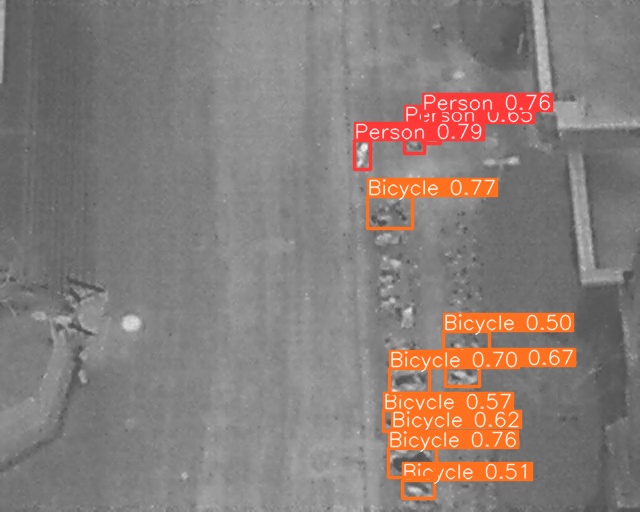 Person 0.76
Person 0.65
Person 0.79
Bicycle 0.77
Bicycle 0.50
Bicycle 0.70
0.67
Bicycle 0.57
Bicycle 0.62
Bicycle 0.76
Bicycle 0.51